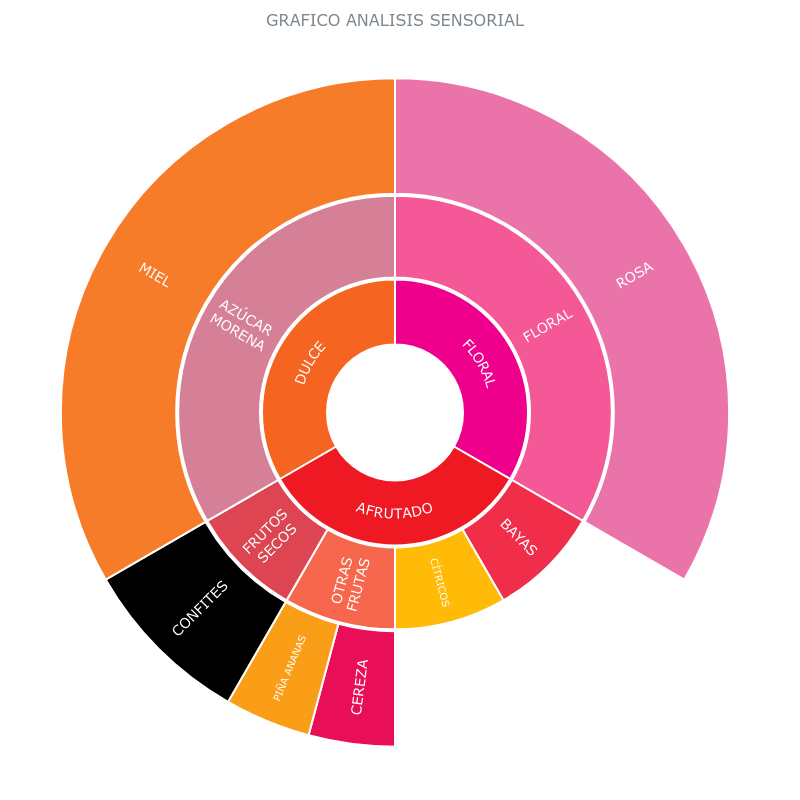 GRAFICO ANALISIS SENSORIAL
MIEL
ROSA
AZÚCAR
MORENA
FLORAL
DULCE
FLORAL
AFRUTADO
FRUTOS
SECOS
OTRAS
FRUTAS
CÍTRICOS
BAYAS
CONFITES
PIÑA ANANAS
CEREZA